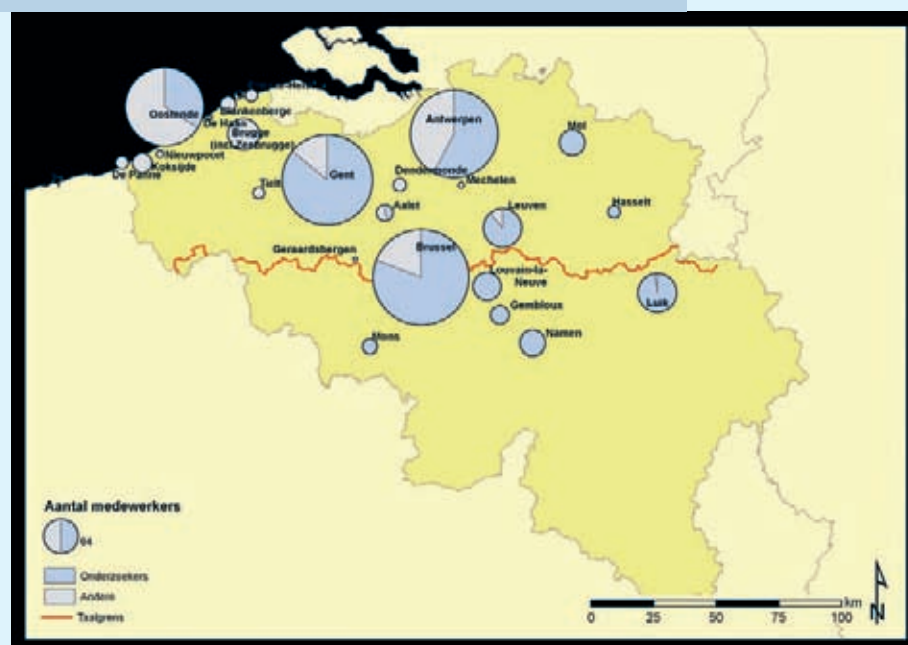 Oostende
Blankenberge
De Haan
Brugge
(incl.Zeebrugge)
Nieuwpoort
Koksijde
De Panne
Tielt
Gent
Antwerpen
Mol
Dendermonde
Mechelen
Aalst
Leuven
Hasselt
Geraardsbergen
Brussel
Louvain-la-
Neuve
Gembloux
Luik
Mons
Namen
Aantal medewerkers
64
Onderzoekers
Andere
Taalgrens
km
0 25 50 75 100
N